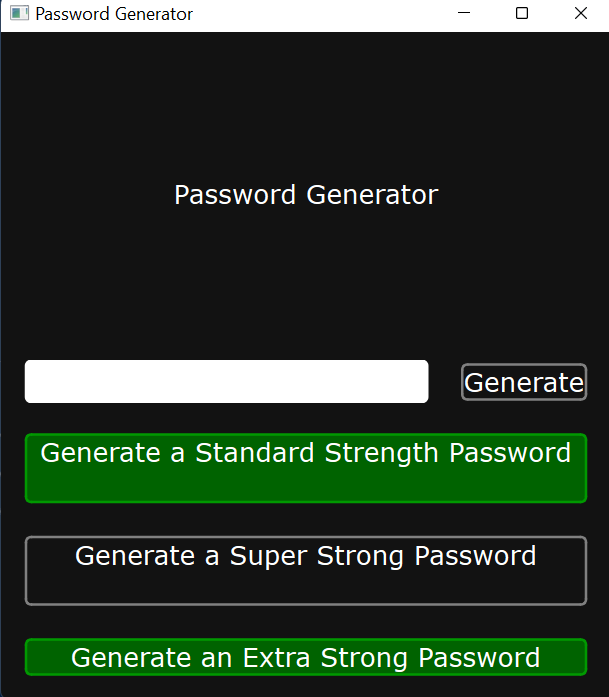 Password Generator
Password Generator
Generate
Generate a Standard Strength Password
Generate a Super Strong Password
Generate an Extra Strong Password